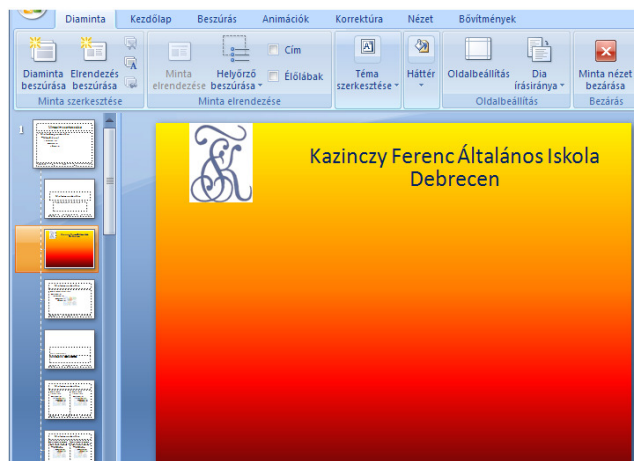 Diaminta Kezdőlap Beszúrás Animációk Korrektúra Nézet Bővítmények
Diaminta beszúrása
Elrendezés beszúrása
Minta szerkesztése
Minta elrendezése
Helyőrző beszúrása
Cím
Élőlábak
Minta elrendezése
Téma szerkesztése
Háttér
Oldalbeállítás
Dia írásiránya
Oldalbeállítás
Minta nézet bezárása
Bezárás
1
Kazinczy Ferenc Általános Iskola
Debrecen